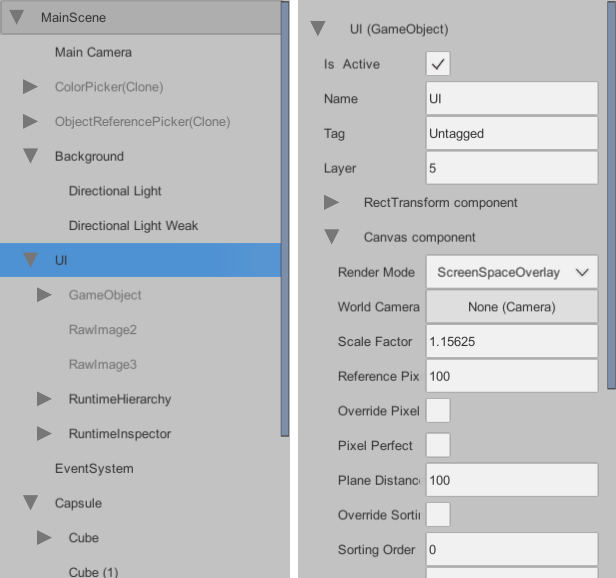 MainScene
Main Camera
ColorPicker(Clone)
ObjectReferencePicker(Clone)
Background
Directional Light
Directional Light Weak
UI
GameObject
RawImage2
RawImage3
RuntimeHierarchy
RuntimeInspector
EventSystem
Capsule
Cube
Cube (1)
UI (GameObject)
Is Active
Name UI
Tag Untagged
Layer 5
RectTransform component
Canvas component
Render Mode ScreenSpaceOverlay
World Camera None (Camera)
Scale Factor 1.15625
Reference Pix 100
Override Pixel
Pixel Perfect
Plane Distanc 100
Override Sortin
Sorting Order 0